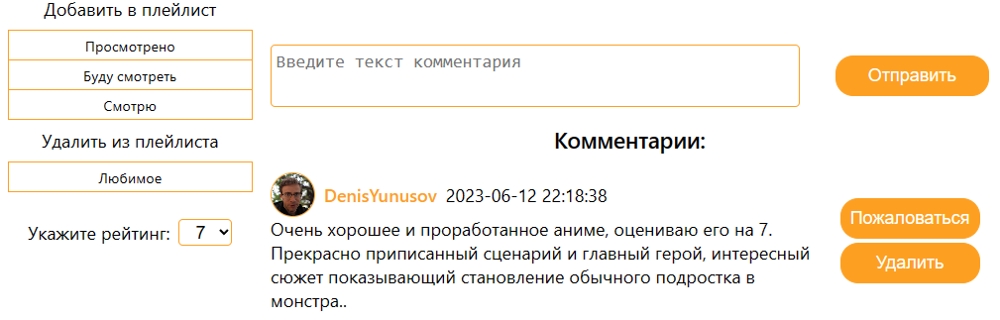 Добавить в плейлист
Просмотрено
Буду смотреть
Смотрю
Удалить из плейлиста
Любимое
Укажите рейтинг: 7
Введите текст комментария
Отправить
Комментарии:
DenisYunusov 2023-06-12 22:18:38
Очень хорошее и проработанное аниме, оцениваю его на 7.
Прекрасно приписанный сценарий и главный герой, интересный
сюжет показывающий становление обычного подростка в
монстра..
Пожаловаться
Удалить